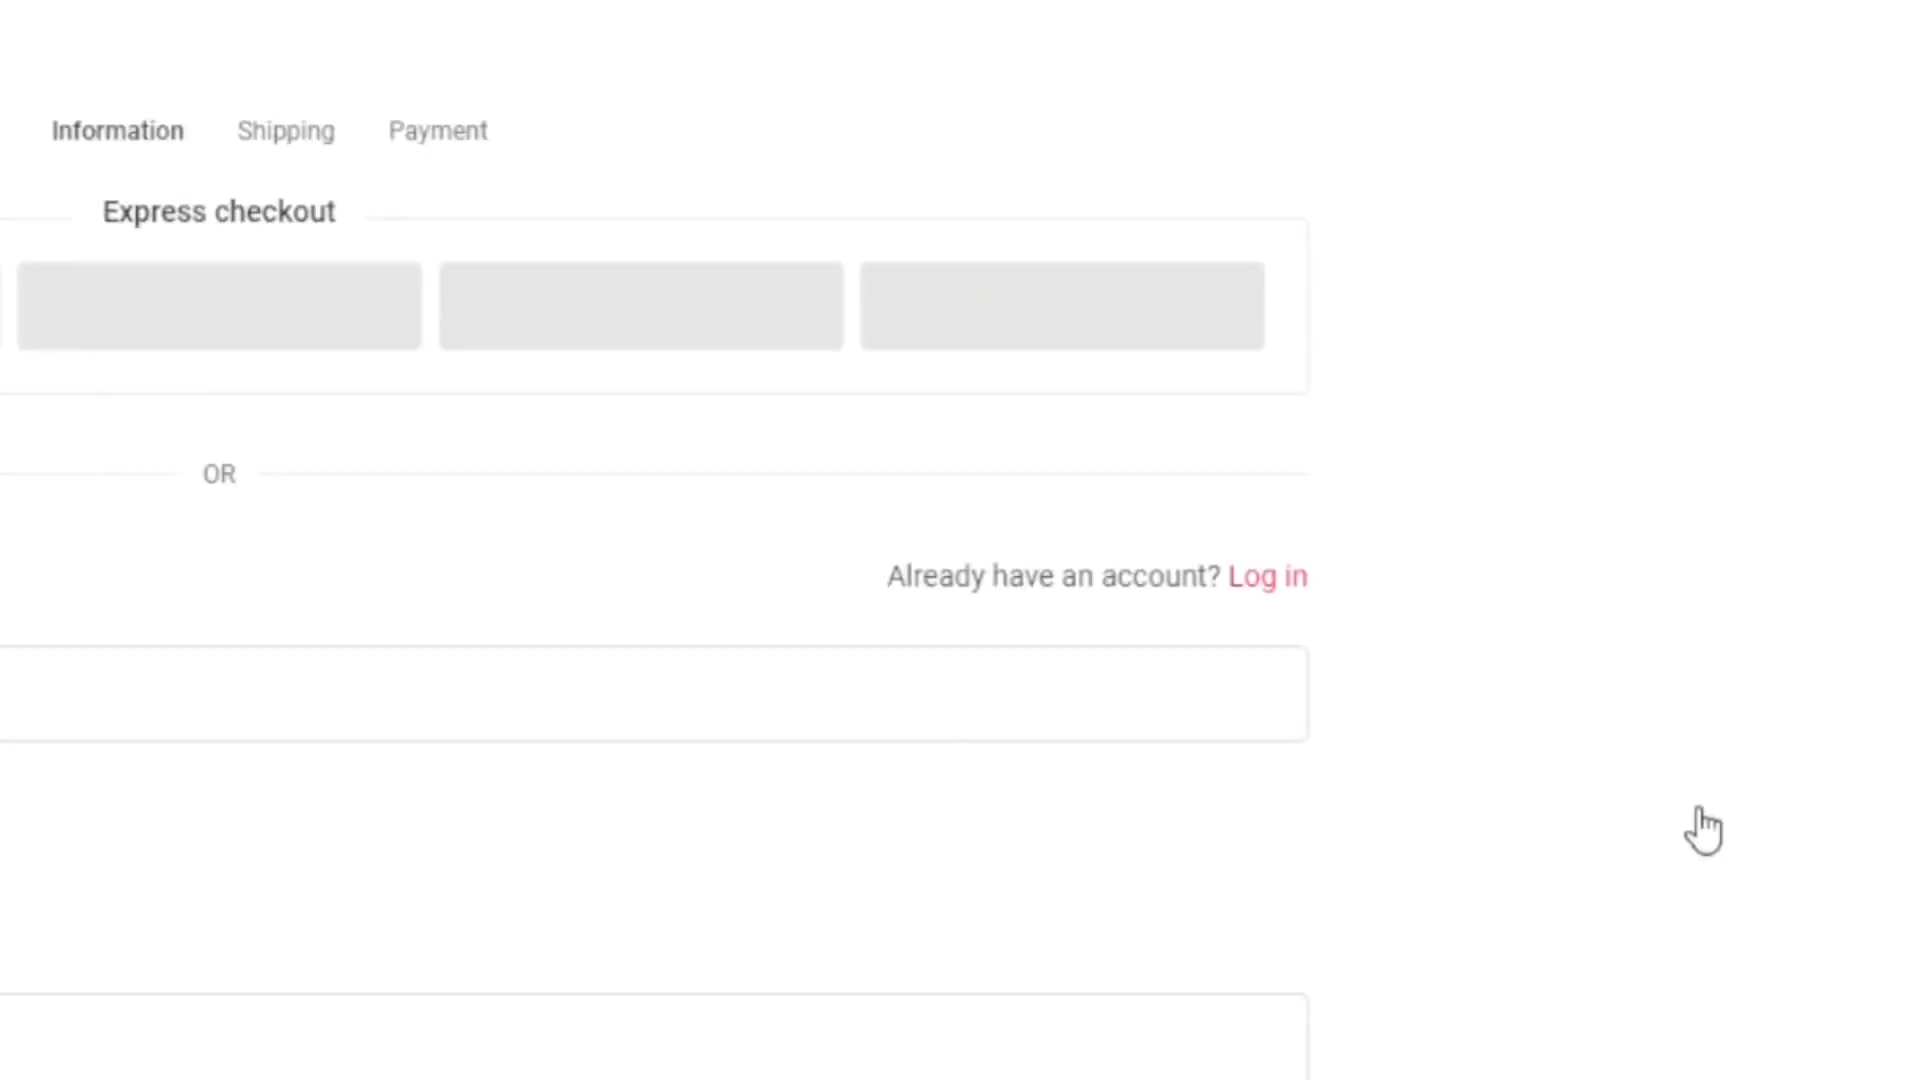 Information Shipping Payment
Express checkout
OR
Already have an account? Log in